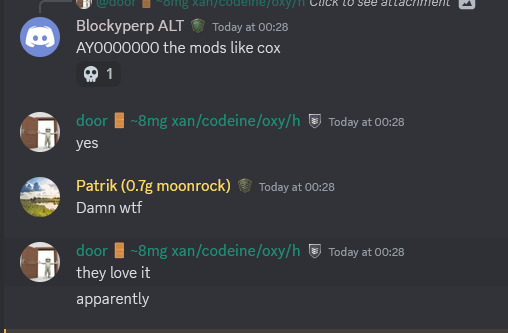 @door 🚪 ~8mg xan/codeine/oxy/h Click to see attachment
Blockyperp ALT Today at 00:28
AY0000000 the mods like cox
💀 1
door 🚪 ~8mg xan/codeine/oxy/h Today at 00:28
yes
Patrik (0.7g moonrock) Today at 00:28
Damn wtf
door 🚪 ~8mg xan/codeine/oxy/h Today at 00:28
they love it
apparently